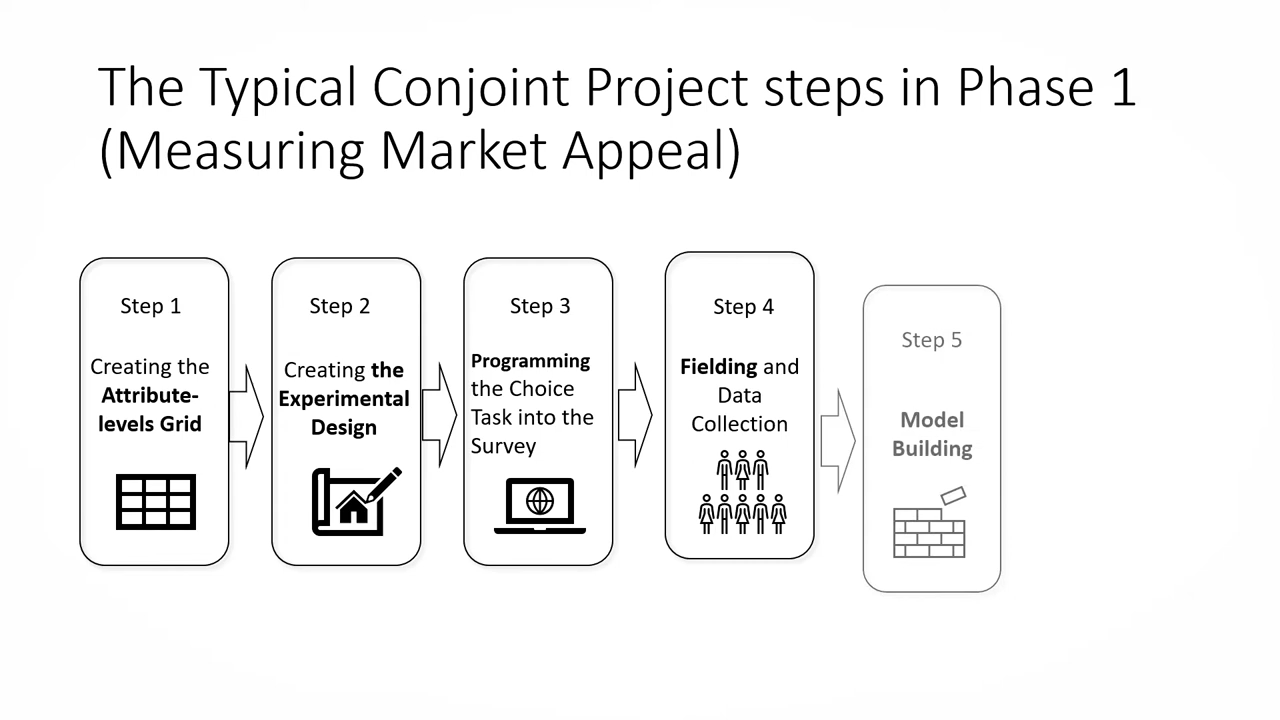 The Typical Conjoint Project steps in Phase 1
(Measuring Market Appeal)
Step 1
Creating the
Attribute-
levels Grid
Step 2
Creating the
Experimental
Design
Step 3
Programming
the Choice
Task into the
Survey
Step 4
Fielding and
Data
Collection
Step 5
Model
Building